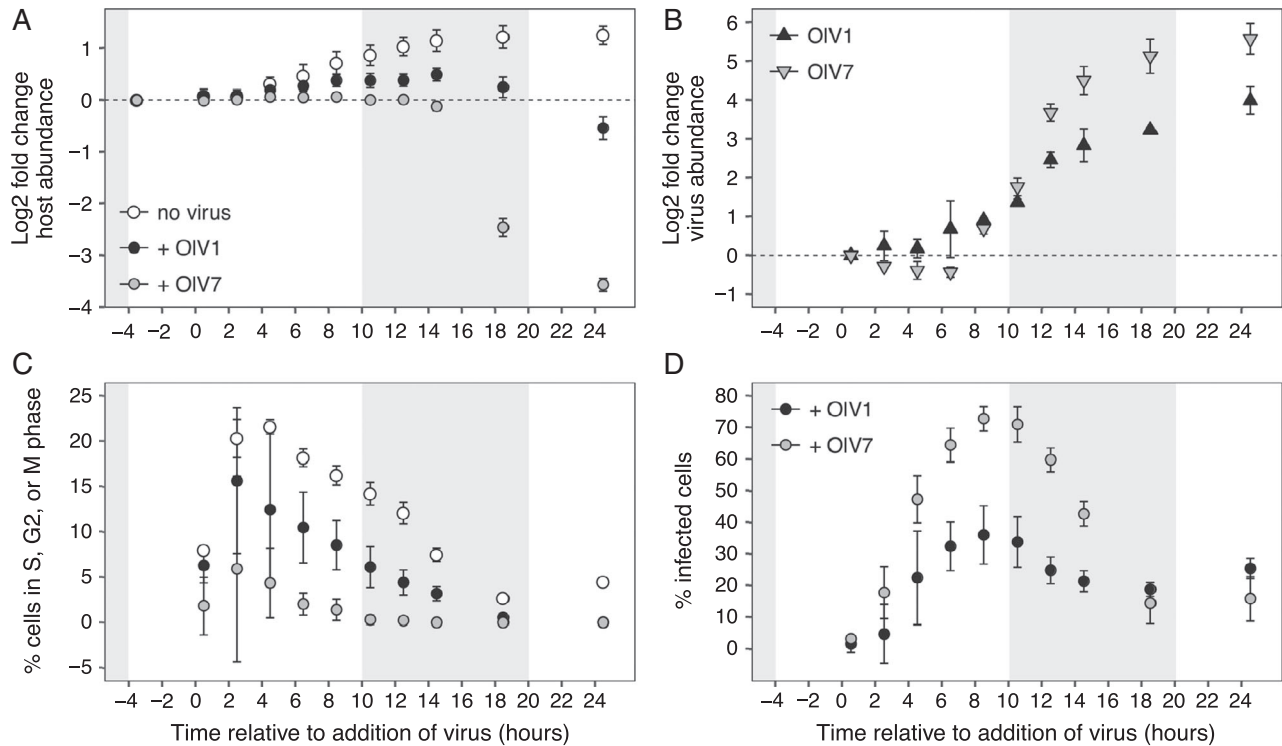 A
Log2 fold change
host abundance
1
0
−1
−2
−3
−4
no virus
+ OlV1
+ OlV7
−4 −2 0 2 4 6 8 10 12 14 16 18 20 22 24
B
Log2 fold change
virus abundance
6
5
4
3
2
1
0
−1
OlV1
OlV7
−4 −2 0 2 4 6 8 10 12 14 16 18 20 22 24
C
% cells in S, G2, or M phase
25
20
15
10
5
0
−5
−4 −2 0 2 4 6 8 10 12 14 16 18 20 22 24
Time relative to addition of virus (hours)
D
% infected cells
80
70
60
50
40
30
20
10
0
+ OlV1
+ OlV7
−4 −2 0 2 4 6 8 10 12 14 16 18 20 22 24
Time relative to addition of virus (hours)